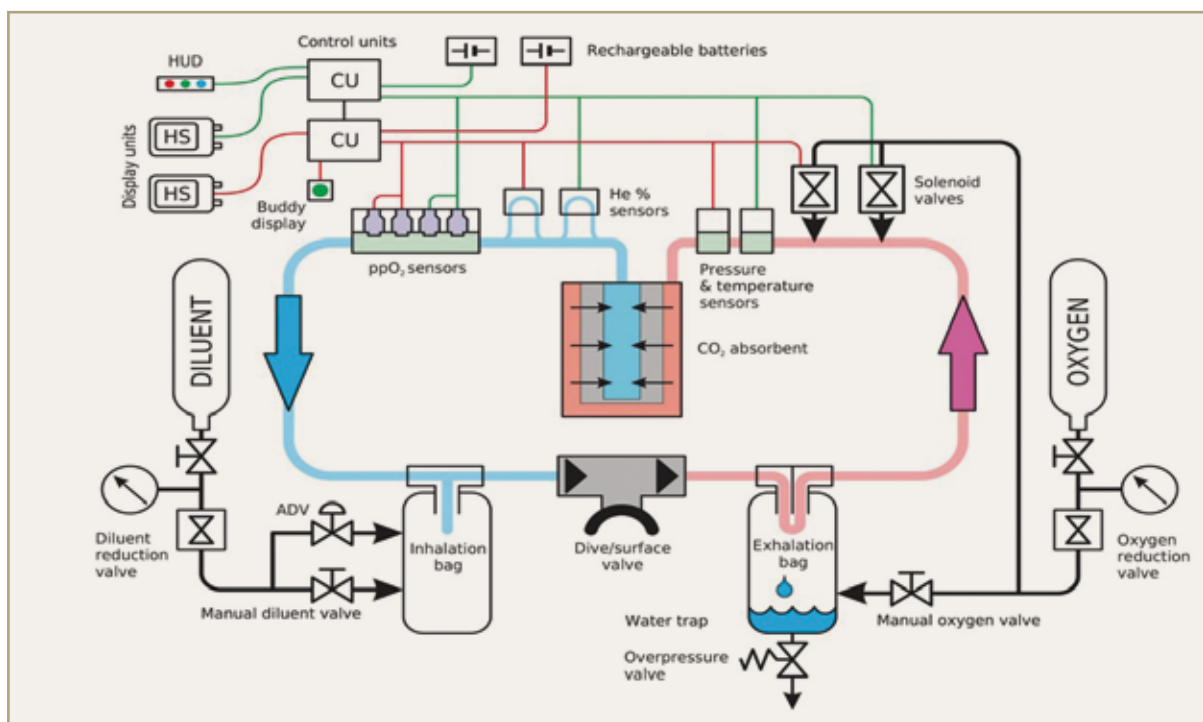 Control units
Rechargeable batteries
HUD
CU
HS
CU
Display units
HS
Buddy
display
He %
sensors
Solenoid
valves
ppO₂ sensors
Pressure
& temperature
sensors
DILUENT
CO₂ absorbent
OXYGEN
ADV
Diluent
reduction
valve
Inhalation
bag
Dive/surface
valve
Exhalation
bag
Oxygen
reduction
valve
Manual diluent valve
Water trap
Manual oxygen valve
Overpressure
valve